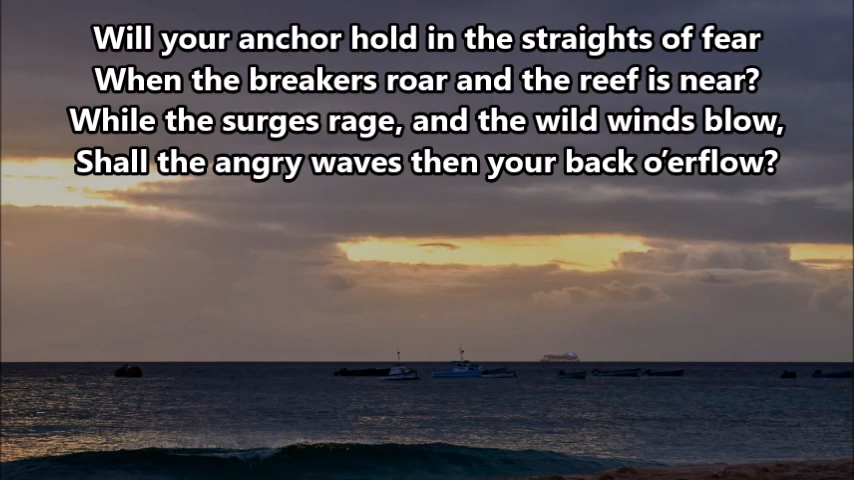 Will your anchor hold in the straights of fear
When the breakers roar and the reef is near?
While the surges rage, and the wild winds blow,
Shall the angry waves then your back o’erflow?